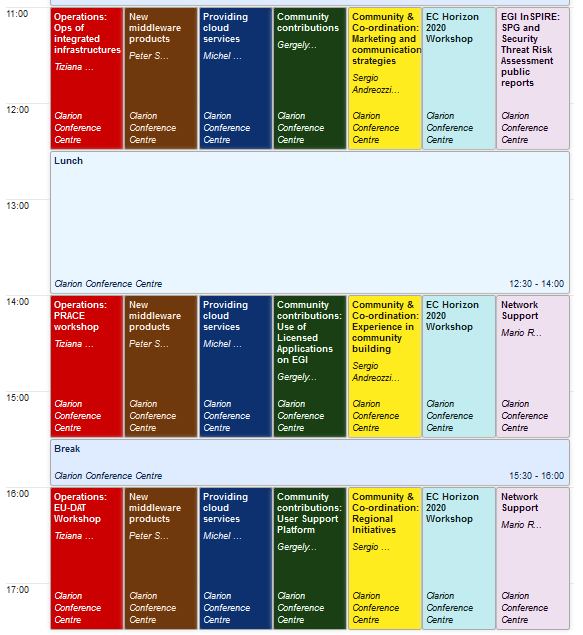 11:00
Operations:
Ops of
integrated
infrastructures
Tiziana ...
Clarion
Conference
Centre
New
middleware
products
Peter S...
Clarion
Conference
Centre
Providing
cloud
services
Michel ...
Clarion
Conference
Centre
Community
contributions
Gergely...
Clarion
Conference
Centre
Community &
Co-ordination:
Marketing and
communication
strategies
Sergio
Andreozzi...
Clarion
Conference
Centre
EC Horizon
2020
Workshop
Clarion
Conference
Centre
EGI InSPIRE:
SPG and
Security
Threat Risk
Assessment
public
reports
Clarion
Conference
Centre
12:00
Lunch
13:00
Clarion Conference Centre 12:30 - 14:00
14:00
Operations:
PRACE
workshop
Tiziana ...
Clarion
Conference
Centre
New
middleware
products
Peter S...
Clarion
Conference
Centre
Providing
cloud
services
Michel ...
Clarion
Conference
Centre
Community
contributions:
Use of
Licensed
Applications
on EGI
Gergely...
Clarion
Conference
Centre
Community &
Co-ordination:
Experience in
community
building
Sergio
Andreozzi...
Clarion
Conference
Centre
EC Horizon
2020
Workshop
Clarion
Conference
Centre
Network
Support
Mario R...
Clarion
Conference
Centre
15:00
Break
Clarion Conference Centre 15:30 - 16:00
16:00
Operations:
EU-DAT
Workshop
Tiziana ...
Clarion
Conference
Centre
New
middleware
products
Peter S...
Clarion
Conference
Centre
Providing
cloud
services
Michel ...
Clarion
Conference
Centre
Community
contributions:
User Support
Platform
Gergely...
Clarion
Conference
Centre
Community &
Co-ordination:
Regional
Initiatives
Sergio ...
Clarion
Conference
Centre
EC Horizon
2020
Workshop
Clarion
Conference
Centre
Network
Support
Mario R...
Clarion
Conference
Centre
17:00